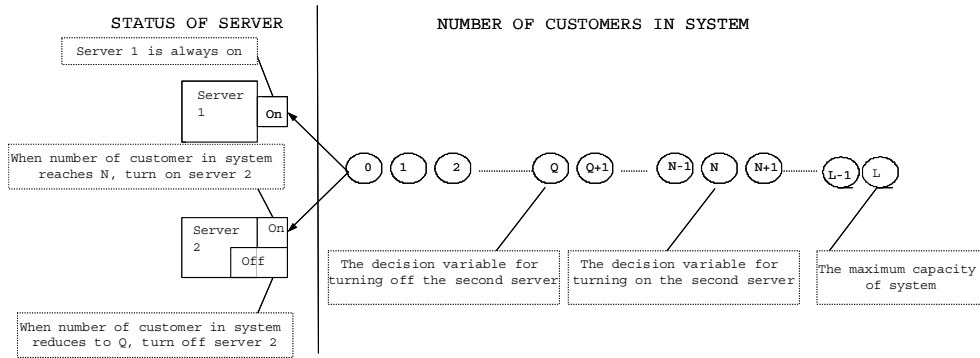 STATUS OF SERVER
NUMBER OF CUSTOMERS IN SYSTEM
Server 1 is always on
Server
1
On
When number of customer in system
reaches N, turn on server 2
0 1 2 Q Q+1 N-1 N N+1 L-1 L
Server
2
On
Off
The decision variable for
turning off the second server
The decision variable for
turning on the second server
The maximum capacity
of system
When number of customer in system
reduces to Q, turn off server 2